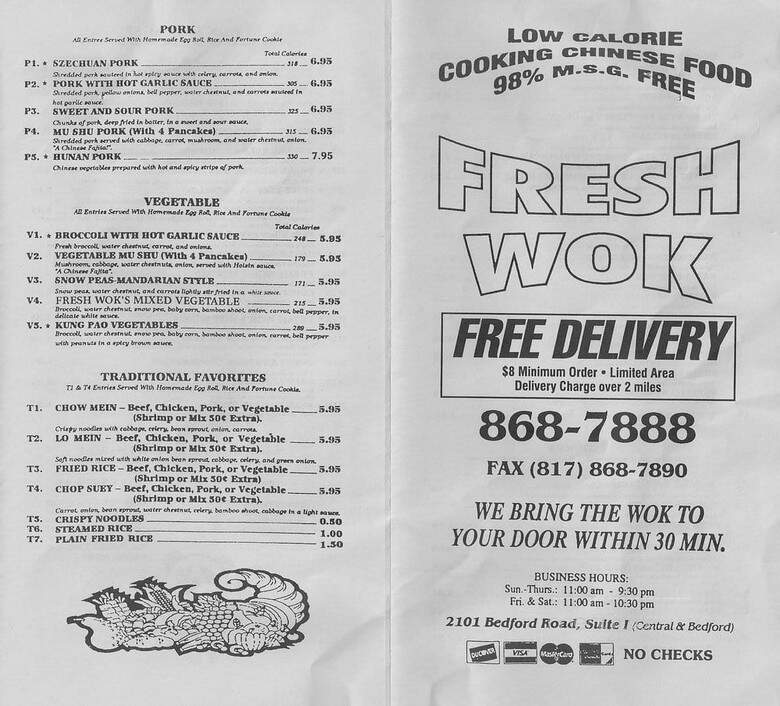 PORK
All Entres Served With Homemade Egg Roll, Rice And Fortune Cookie
Total Calories
P1. * SZECHUAN PORK 318 6.95
Shredded pork sauteed in hot spicy sauce with celery, carrots, and onion.
P2. * PORK WITH HOT GARLIC SAUCE 305 6.95
Shredded pork, yellow onions, bell pepper, water chestnut, and carrots sauteed in
hot garlic sauce.
P3. SWEET AND SOUR PORK 325 6.95
Chunks of pork, deep fried in batter, in a sweet and sour sauce.
P4. MU SHU PORK (With 4 Pancakes) 315 6.95
Shredded pork served with cabbage, carrot, mushroom, and water chestnut, onion.
"A Chinese Fajita!".
P5. * HUNAN PORK 330 7.95
Chinese vegetables prepared with hot and spicy strips of pork.
VEGETABLE
All Entries Served With Homemade Egg Roll, Rice And Fortune Cookie
Total Calories
V1. * BROCCOLI WITH HOT GARLIC SAUCE 248 5.95
Fresh broccoli, water chestnut, carrot, and onions.
V2. VEGETABLE MU SHU (With 4 Pancakes) 179 5.95
Mushroom, cabbage, water chestnuts, onion, served with Hoisin sauce.
"A Chinese Fajita".
V3. SNOW PEAS-MANDARIAN STYLE 171 5.95
Snow peas, water chestnut, and carrots lightly stir fried in a white sauce.
V4. FRESH WOK'S MIXED VEGETABLE 215 5.95
Broccoli, water chestnut, snow pea, baby corn, bamboo shoot, onion, carrot, bell pepper, in
delicate white sauce.
V5. * KUNG PAO VEGETABLES 289 5.95
Broccoli, water chestnut, snow pea, baby corn, bamboo shoot, onion, carrot, bell pepper
with peanuts in a spicy brown sauce.
TRADITIONAL FAVORITES
T1 & T4 Entries Served With Homemade Egg Roll, Rice And Fortune Cookie.
T1. CHOW MEIN – Beef, Chicken, Pork, or Vegetable 5.95
(Shrimp or Mix 50¢ Extra).
Crispy noodles with cabbage, celery, bean sprout, onion, carrots.
T2. LO MEIN – Beef, Chicken, Pork, or Vegetable 5.95
(Shrimp or Mix 50¢ Extra).
Soft noodles mixed with white onion bean sprout, cabbage, celery, and green onion.
T3. FRIED RICE – Beef, Chicken, Pork, or Vegetable 5.95
(Shrimp or Mix 50¢ Extra)
T4. CHOP SUEY – Beef, Chicken, Pork, or Vegetable 5.95
(Shrimp or Mix 50¢ Extra).
Carrot, onion, bean sprout, water chestnut, celery, bamboo shoot, cabbage in a light sauce.
T5. CRISPY NOODLES 0.50
T6. STEAMED RICE 1.00
T7. PLAIN FRIED RICE 1.50
LOW CALORIE
COOKING CHINESE FOOD
98% M.S.G. FREE
FRESH
WOK
FREE DELIVERY
$8 Minimum Order • Limited Area
Delivery Charge over 2 miles
868-7888
FAX (817) 868-7890
WE BRING THE WOK TO
YOUR DOOR WITHIN 30 MIN.
BUSINESS HOURS:
Sun.-Thurs.: 11:00 am - 9:30 pm
Fri. & Sat.: 11:00 am - 10:30 pm
2101 Bedford Road, Suite I (Central & Bedford)
DISCOVER VISA MasterCard NO CHECKS